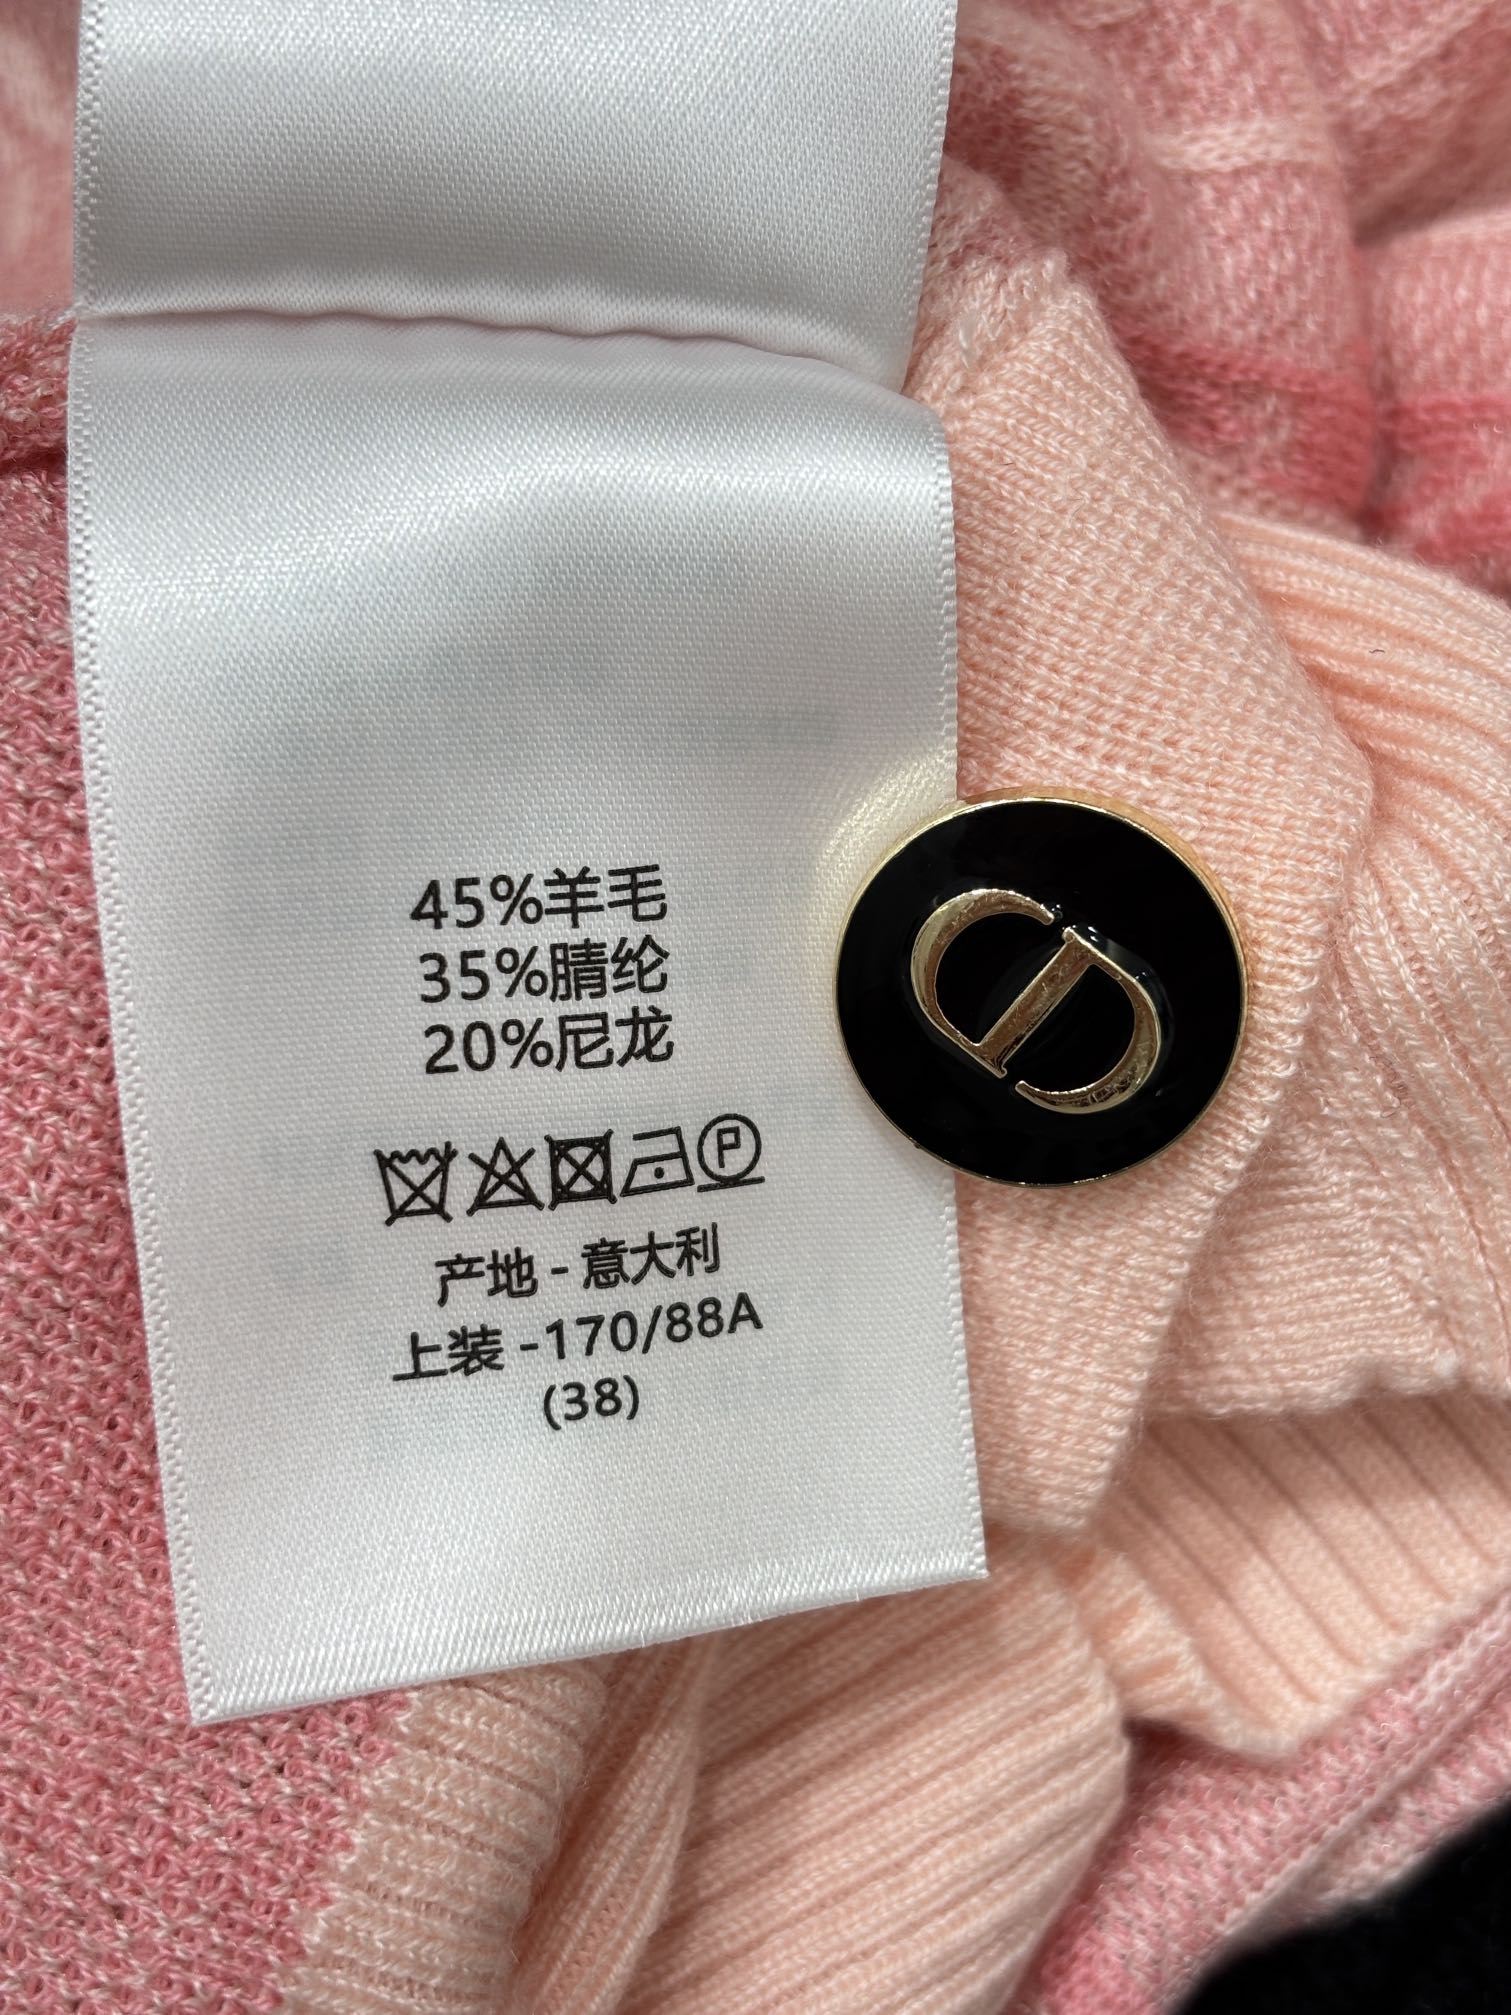 45%羊毛
35%腈纶
20%尼龙
P
产地 - 意大利
上装 -170/88A
(38)
CD